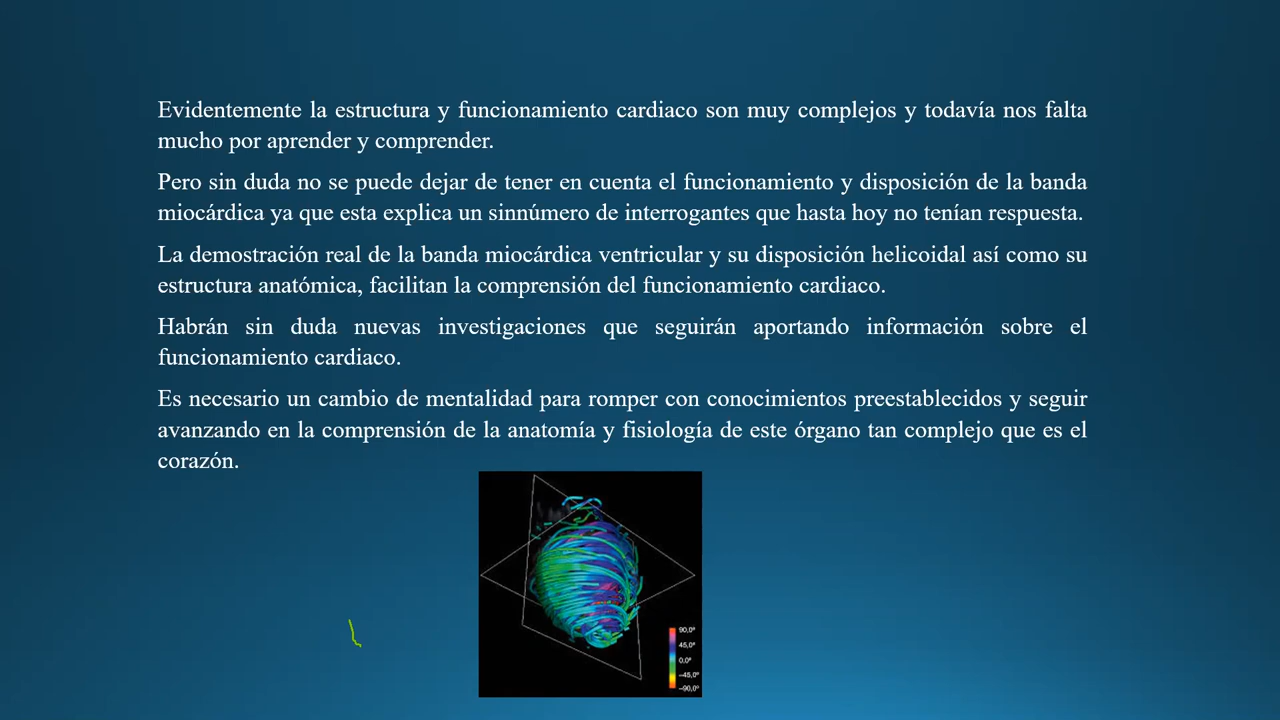 Evidentemente la estructura y funcionamiento cardiaco son muy complejos y todavía nos falta
mucho por aprender y comprender.
Pero sin duda no se puede dejar de tener en cuenta el funcionamiento y disposición de la banda
miocárdica ya que esta explica un sinnúmero de interrogantes que hasta hoy no tenían respuesta.
La demostración real de la banda miocárdica ventricular y su disposición helicoidal así como su
estructura anatómica, facilitan la comprensión del funcionamiento cardiaco.
Habrán sin duda nuevas investigaciones que seguirán aportando información sobre el
funcionamiento cardiaco.
Es necesario un cambio de mentalidad para romper con conocimientos preestablecidos y seguir
avanzando en la comprensión de la anatomía y fisiología de este órgano tan complejo que es el
corazón.
90,0º
45,0º
0,0º
–45,0º
–90,0º